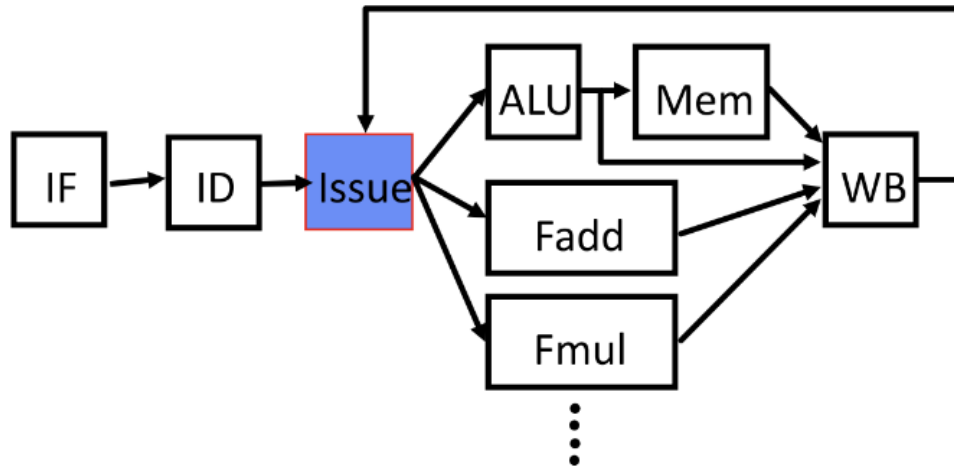 IF
ID
Issue
ALU
Mem
Fadd
Fmul
WB